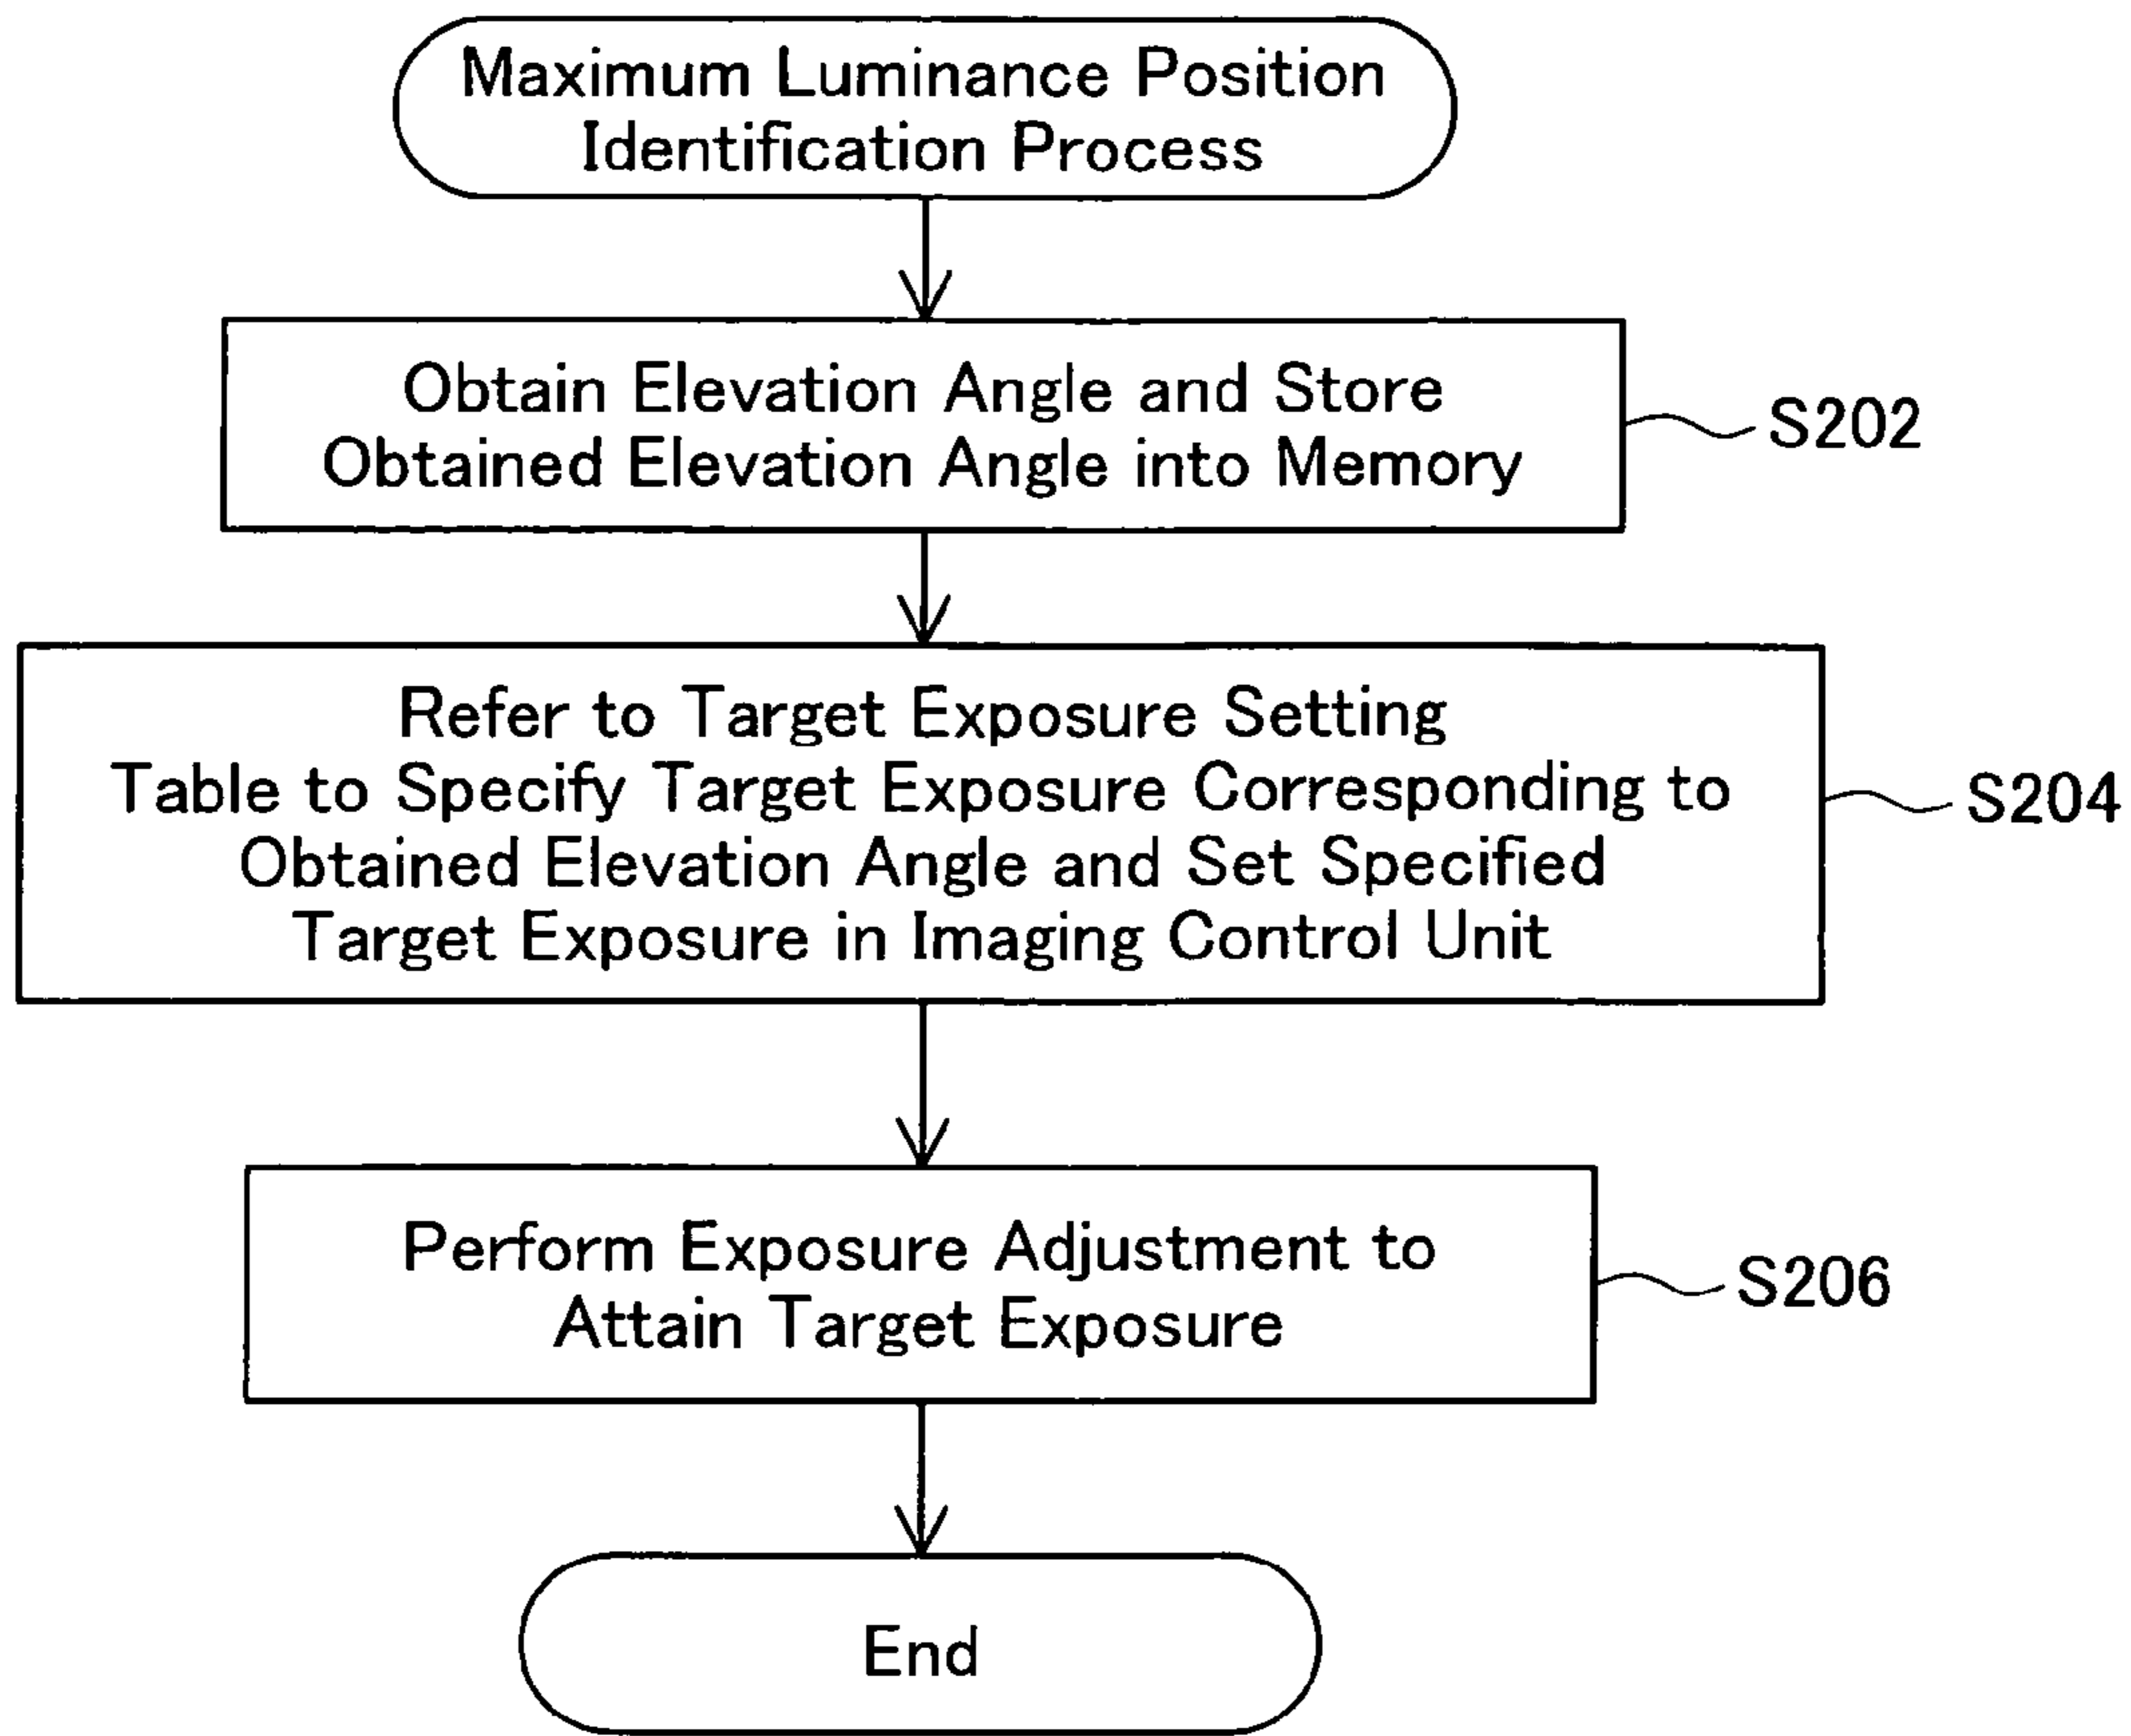 Maximum Luminance Position
Identification Process
Obtain Elevation Angle and Store
Obtained Elevation Angle into Memory
S202
Refer to Target Exposure Setting
Table to Specify Target Exposure Corresponding to
Obtained Elevation Angle and Set Specified
Target Exposure in Imaging Control Unit
S204
Perform Exposure Adjustment to
Attain Target Exposure
S206
End